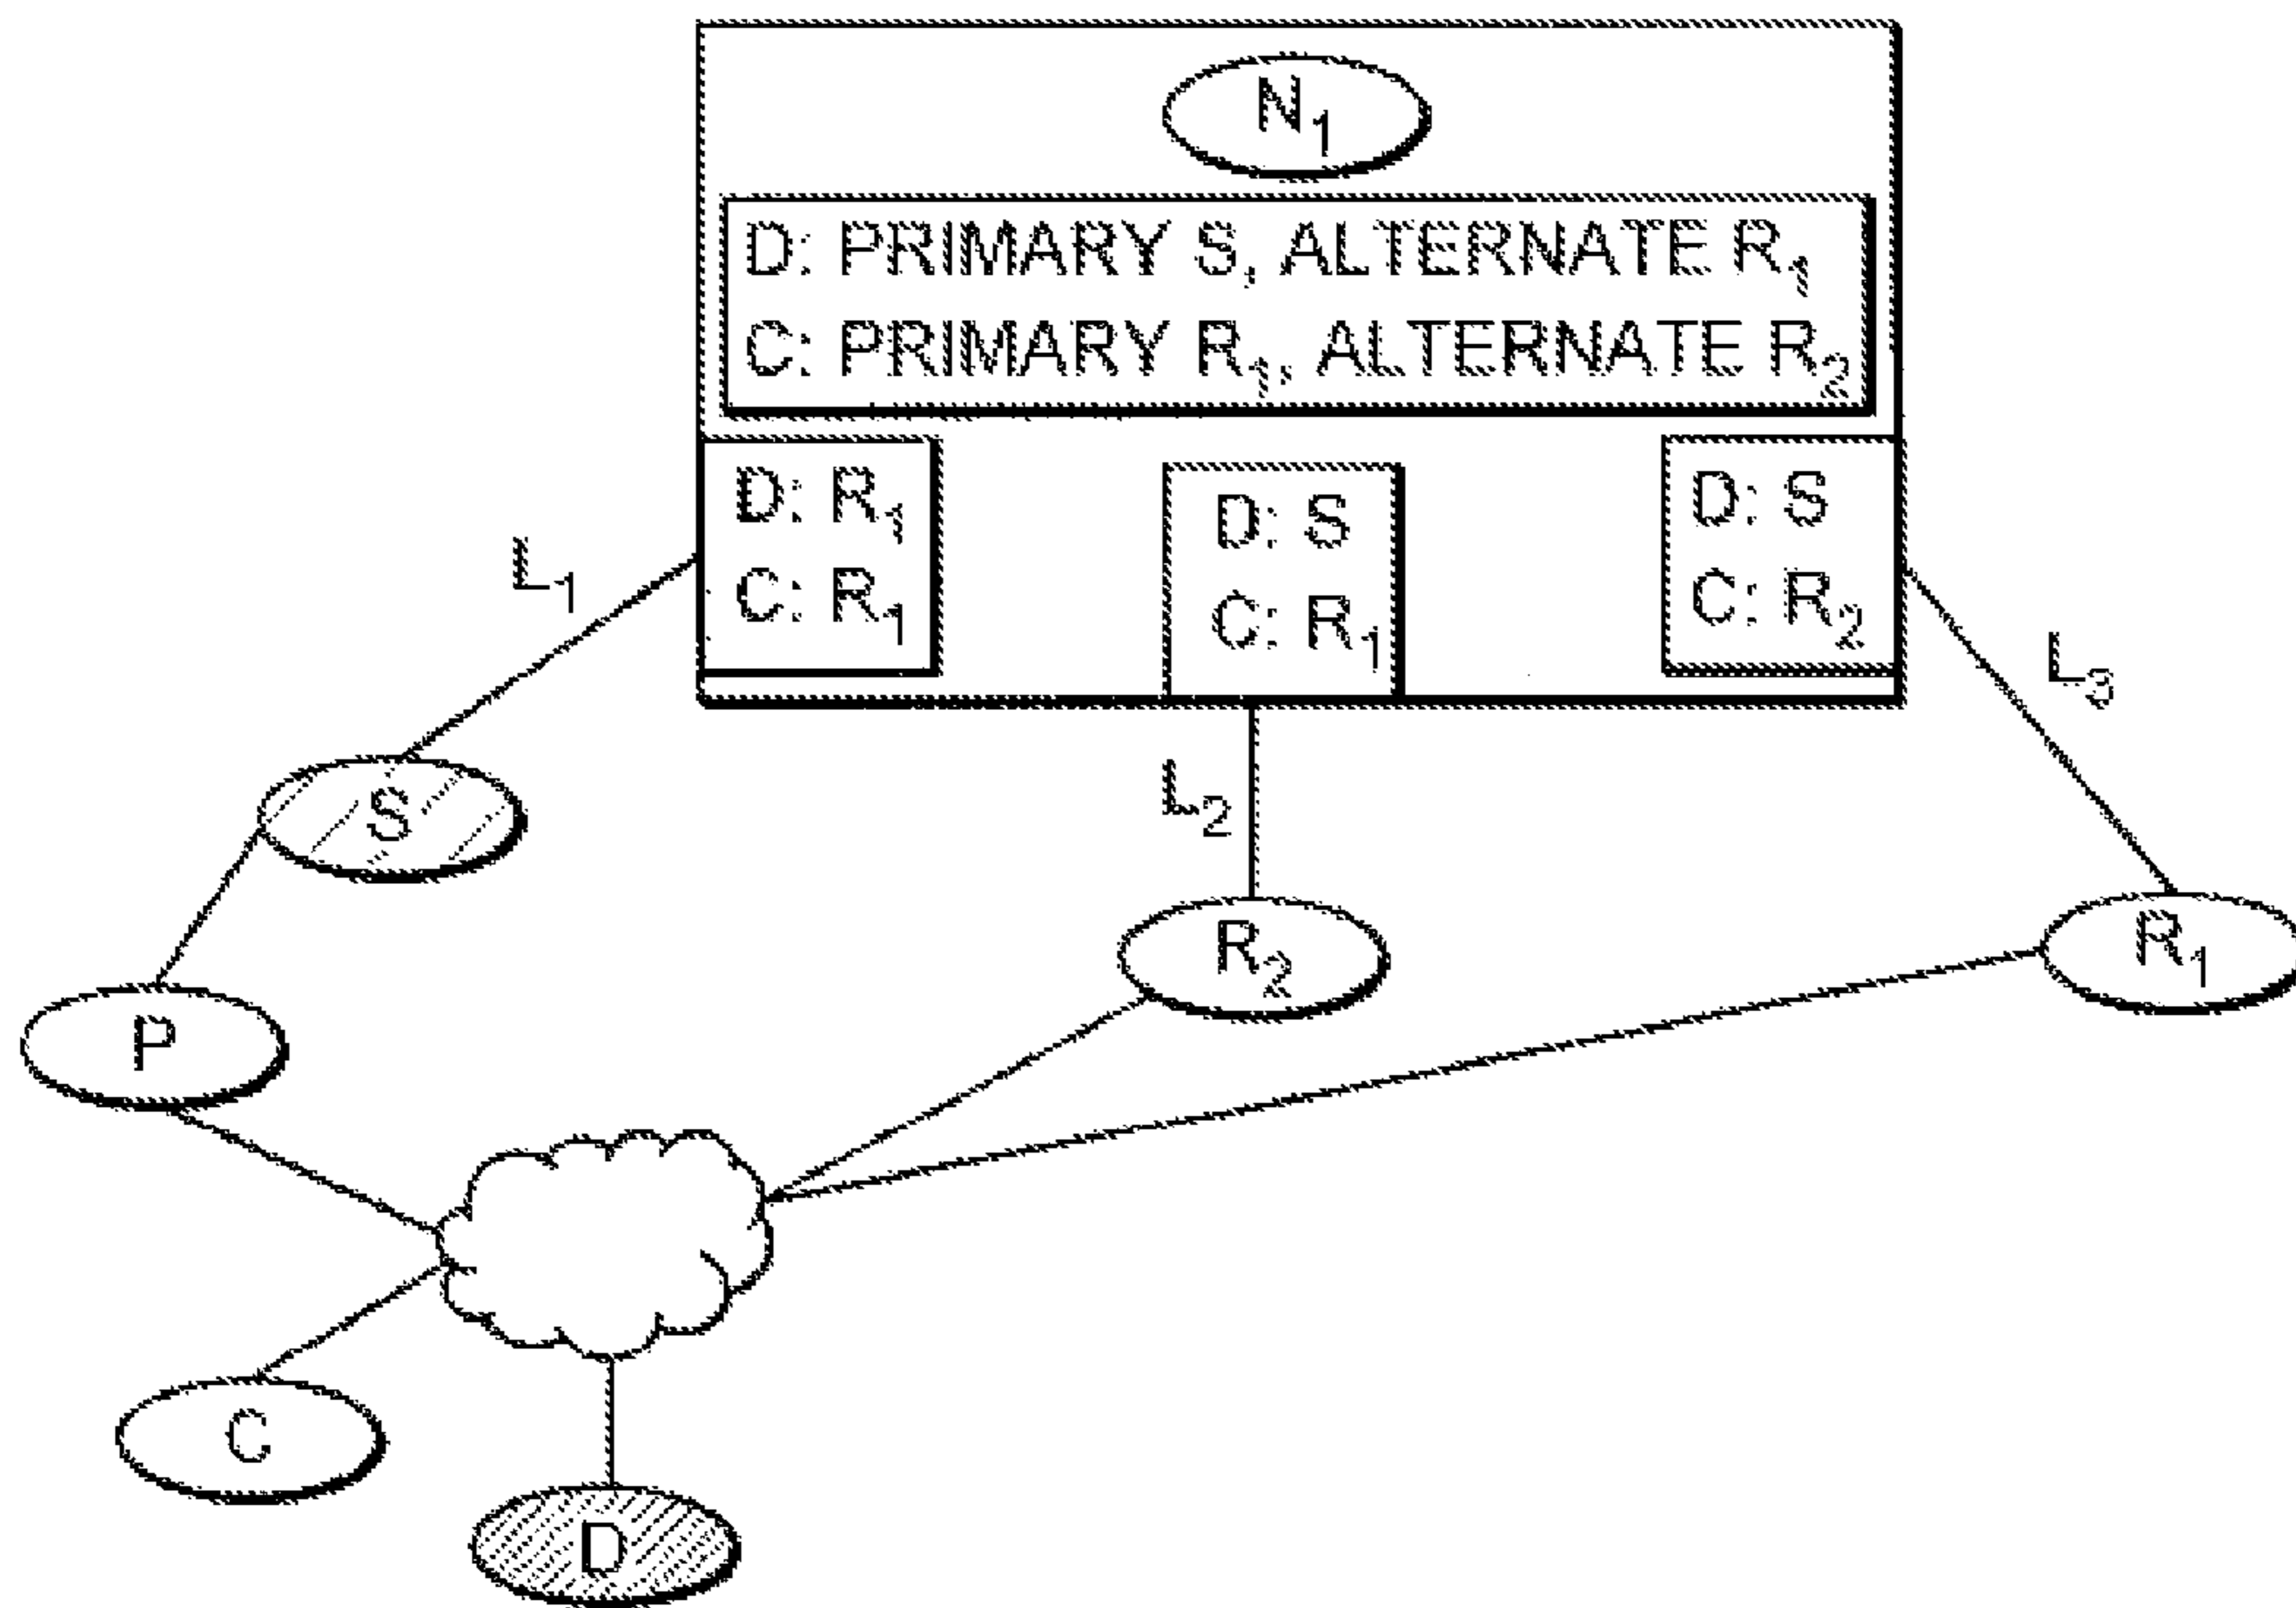 N₁
D: PRIMARY S, ALTERNATE R₁
C: PRIMARY R₁, ALTERNATE R₂
D: R₁
C: R₁
D: S
C: R₁
D: S
C: R₂
L₁
L₂
L₃
S
R₂
R₁
P
C
D